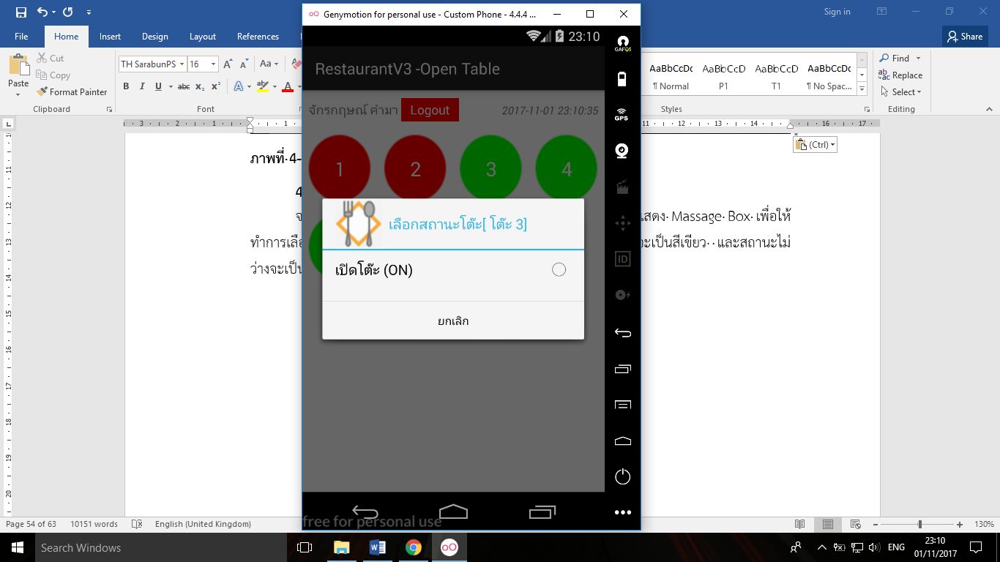 Genymotion for personal use - Custom Phone - 4.4.4 ...
Sign in
File Home Insert Design Layout References
Share
Paste
Cut
Copy
Format Painter
Clipboard
TH SarabunPS 16
Font
AaBbCcDc AaBbCcD AaBbCcD AaBbCcDc
¶ Normal P1 T1 ¶ No Spac...
Styles
Find
Replace
Select
Editing
23:10
RestaurantV3 -Open Table
จักรกฤษณ์ คำมา Logout 2017-11-01 23:10:35
1 2 3 4
เลือกสถานะโต๊ะ[ โต๊ะ 3]
เปิดโต๊ะ (ON)
ยกเลิก
free for personal use
GPS
ID
(Ctrl)
ภาพที่ 4-
4
แสดง Massage Box เพื่อให้
ทำการเลือ จะเป็นสีเขียว และสถานะไม่
ว่างจะเป็น
Page 54 of 63 10151 words English (United Kingdom) 130%
Search Windows
ENG
23:10
01/11/2017